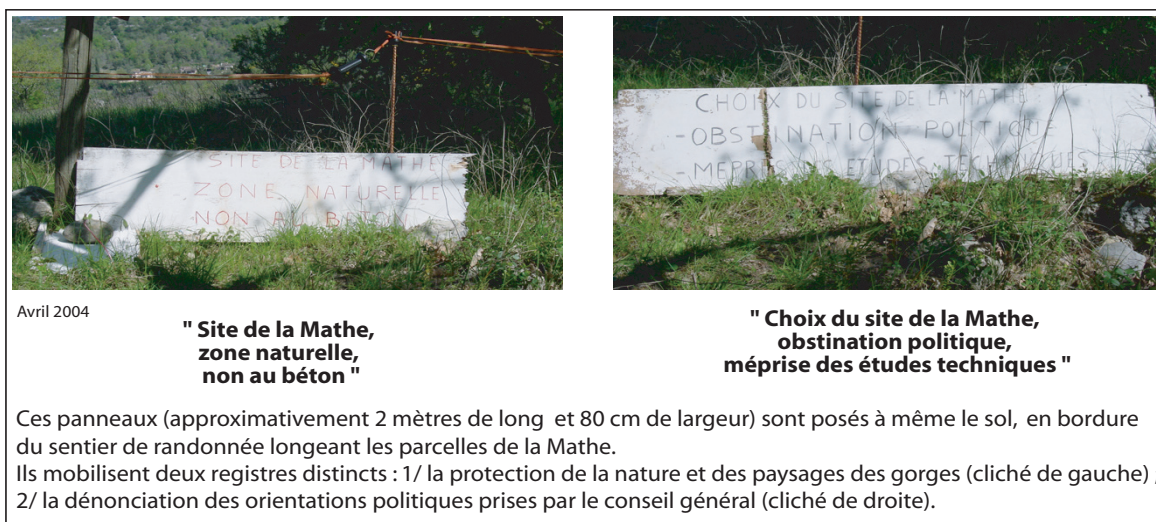 SITE DE LA MATHE
- ZONE NATURELLE
NON AU BETON
CHOIX DU SITE DE LA MATHE
- OBSTINATION POLITIQUE
- MEPRIS ETUDES TECHNIQUES
Avril 2004
" Site de la Mathe,
zone naturelle,
non au béton "
" Choix du site de la Mathe,
obstination politique,
méprise des études techniques "
Ces panneaux (approximativement 2 mètres de long et 80 cm de largeur) sont posés à même le sol, en bordure
du sentier de randonnée longeant les parcelles de la Mathe.
Ils mobilisent deux registres distincts : 1/ la protection de la nature et des paysages des gorges (cliché de gauche) ;
2/ la dénonciation des orientations politiques prises par le conseil général (cliché de droite).